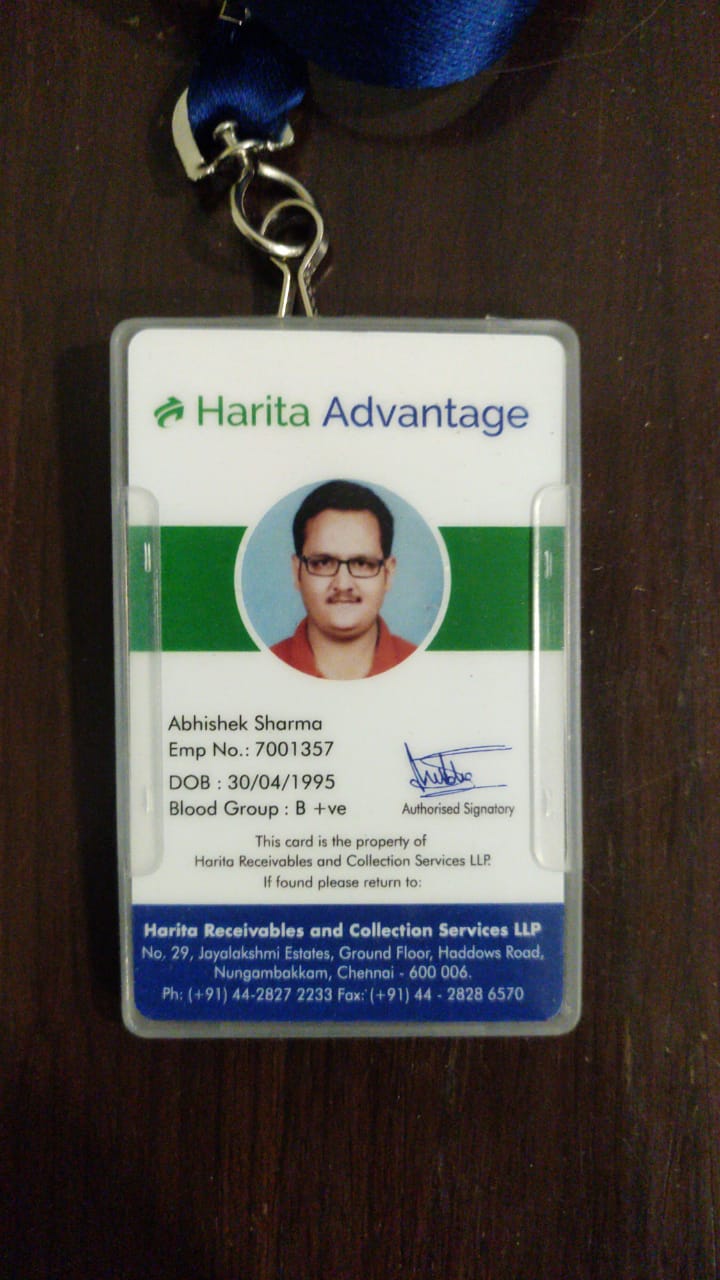 Harita Advantage
Abhishek Sharma
Emp No.: 7001357
DOB : 30/04/1995
Blood Group : B +ve
Authorised Signatory
This card is the property of
Harita Receivables and Collection Services LLP.
If found please return to:
Harita Receivables and Collection Services LLP
No. 29, Jayalakshmi Estates, Ground Floor, Haddows Road,
Nungambakkam, Chennai - 600 006.
Ph: (+91) 44-2827 2233 Fax: (+91) 44 - 2828 6570